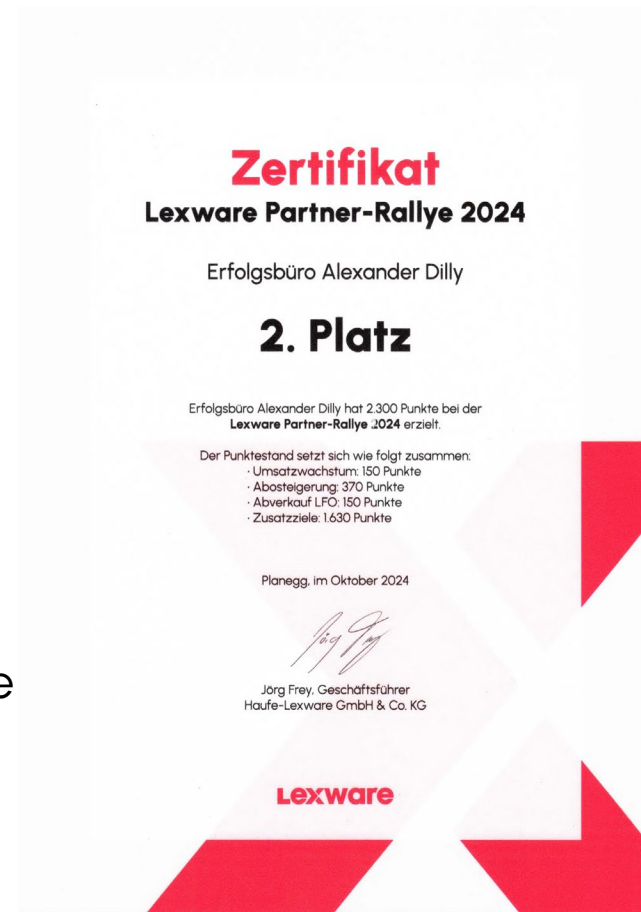 Zertifikat
Lexware Partner-Rallye 2024
Erfolgsbüro Alexander Dilly
2. Platz
Erfolgsbüro Alexander Dilly hat 2.300 Punkte bei der
Lexware Partner-Rallye 2024 erzielt.
Der Punktestand setzt sich wie folgt zusammen:
· Umsatzwachstum: 150 Punkte
· Abosteigerung: 370 Punkte
· Abverkauf LFO: 150 Punkte
· Zusatzziele: 1.630 Punkte
Planegg, im Oktober 2024
Jörg Frey
e
Jörg Frey, Geschäftsführer
Haufe-Lexware GmbH & Co. KG
Lexware